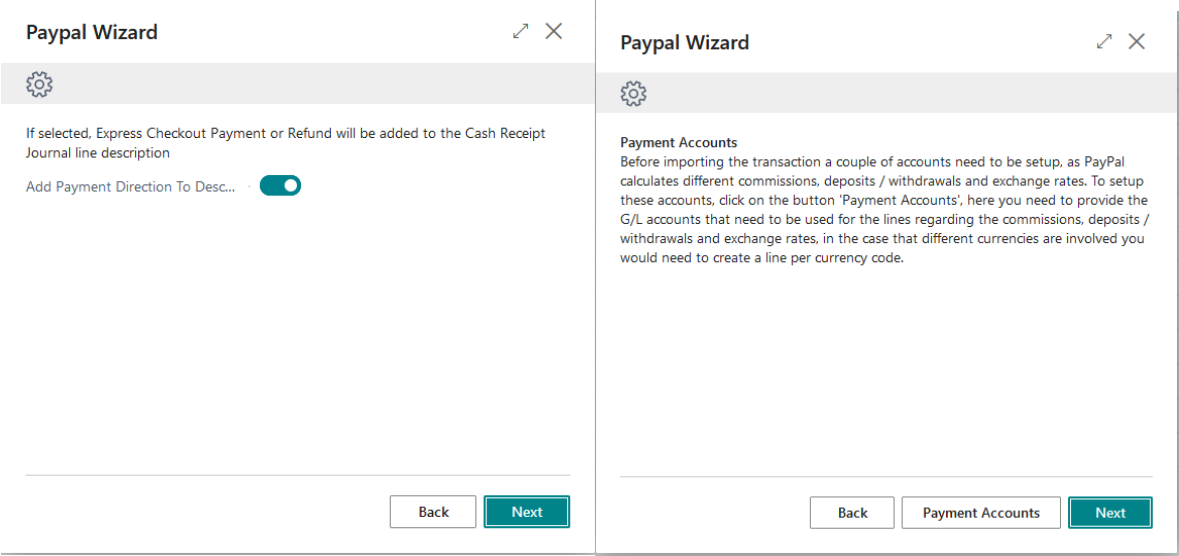 Paypal Wizard
If selected, Express Checkout Payment or Refund will be added to the Cash Receipt
Journal line description
Add Payment Direction To Desc...
Back
Next
Paypal Wizard
Payment Accounts
Before importing the transaction a couple of accounts need to be setup, as PayPal
calculates different commissions, deposits / withdrawals and exchange rates. To setup
these accounts, click on the button 'Payment Accounts', here you need to provide the
G/L accounts that need to be used for the lines regarding the commissions, deposits /
withdrawals and exchange rates, in the case that different currencies are involved you
would need to create a line per currency code.
Back
Payment Accounts
Next